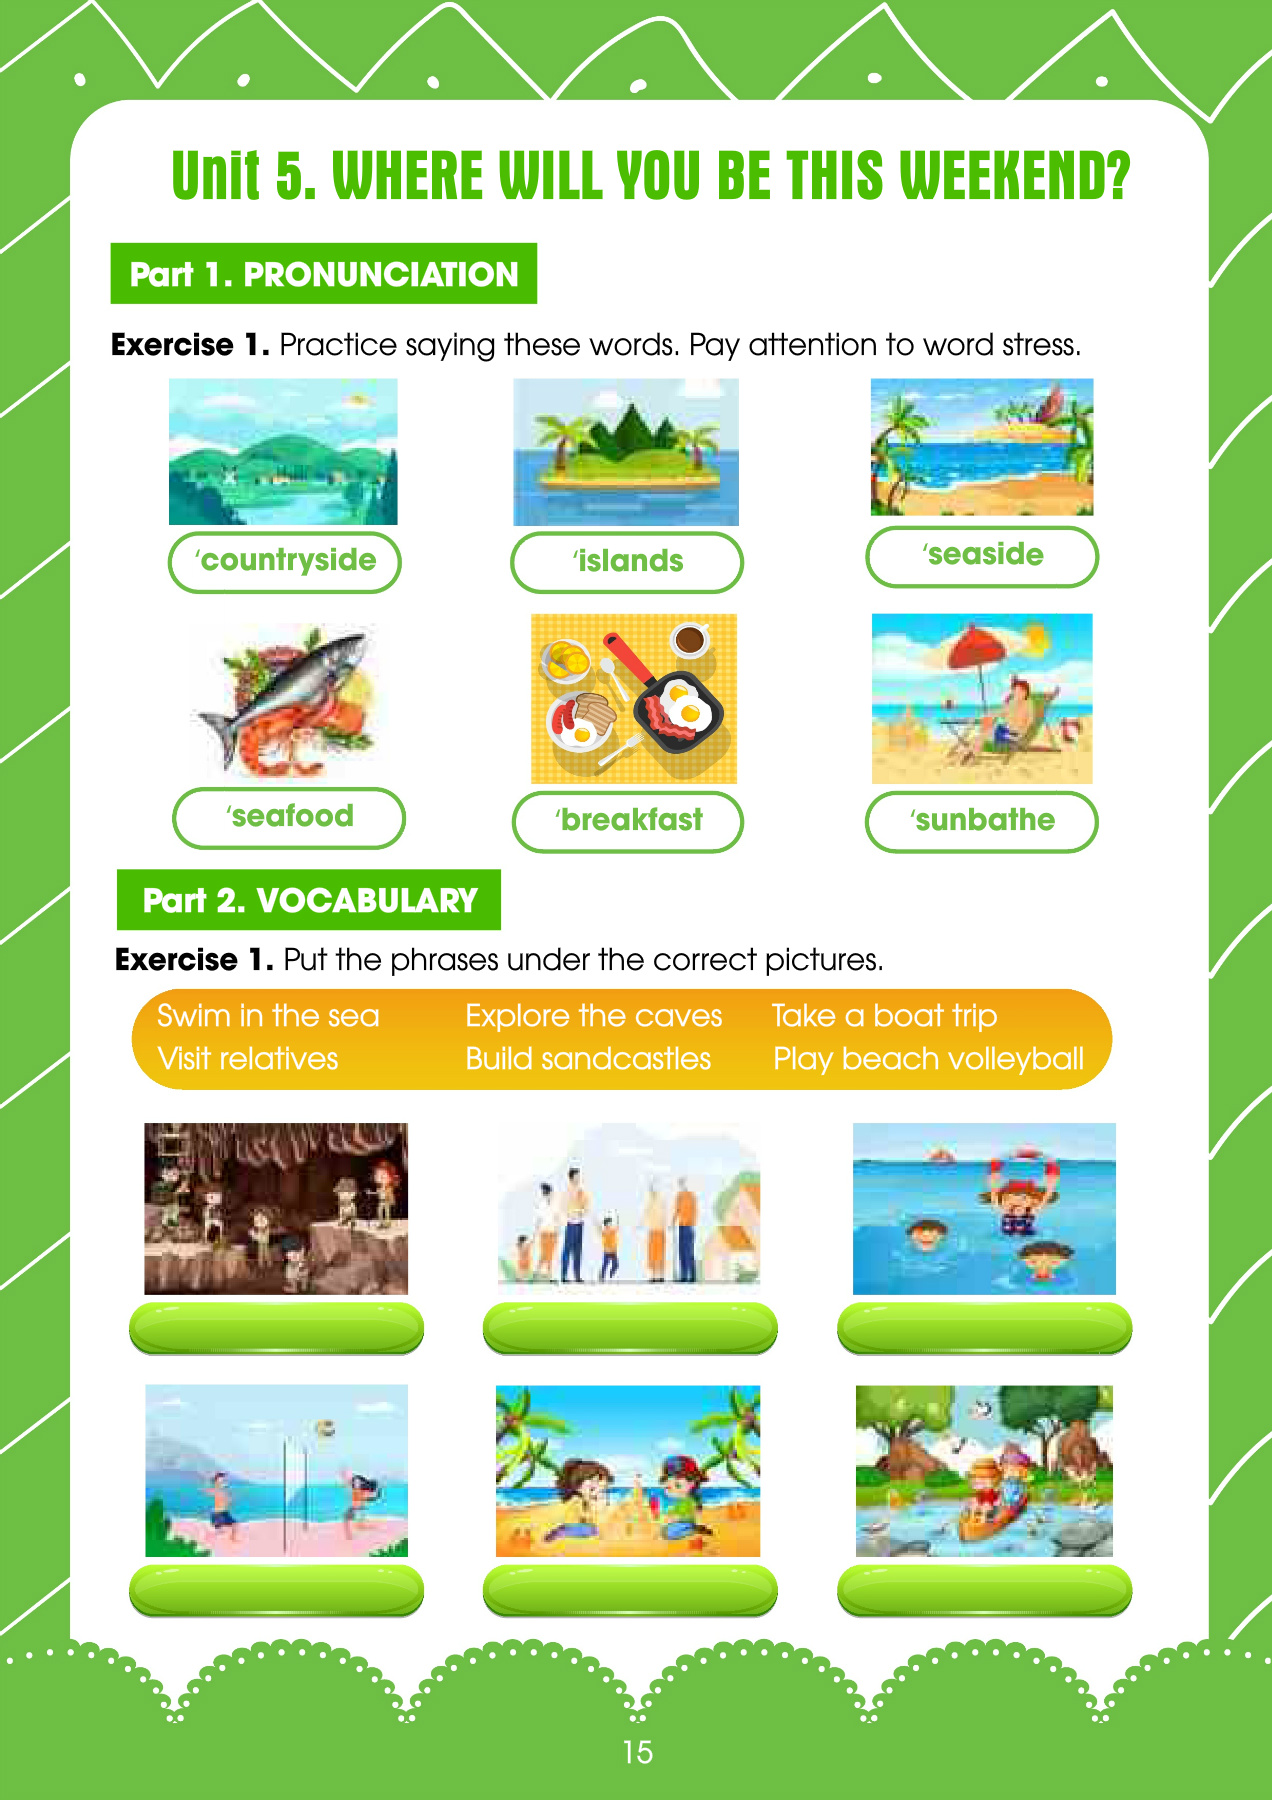 Unit 5. WHERE WILL YOU BE THIS WEEKEND?
Part 1. PRONUNCIATION
Exercise 1. Practice saying these words. Pay attention to word stress.
‘countryside
‘islands
‘seaside
‘seafood
‘breakfast
‘sunbathe
Part 2. VOCABULARY
Exercise 1. Put the phrases under the correct pictures.
Swim in the sea Explore the caves Take a boat trip
Visit relatives Build sandcastles Play beach volleyball
15